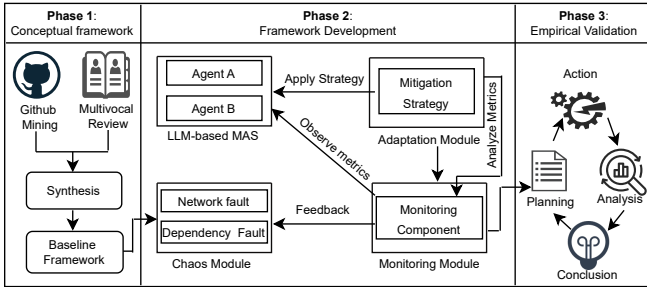 Phase 1:
Conceptual framework
Github
Mining
Multivocal
Review
Synthesis
Baseline
Framework
Phase 2:
Framework Development
Agent A
Agent B
LLM-based MAS
Apply Strategy
Mitigation
Strategy
Adaptation Module
Analyze Metrics
Observe metrics
Network fault
Dependency Fault
Chaos Module
Feedback
Monitoring
Component
Monitoring Module
Phase 3:
Empirical Validation
Action
Planning
Analysis
Conclusion